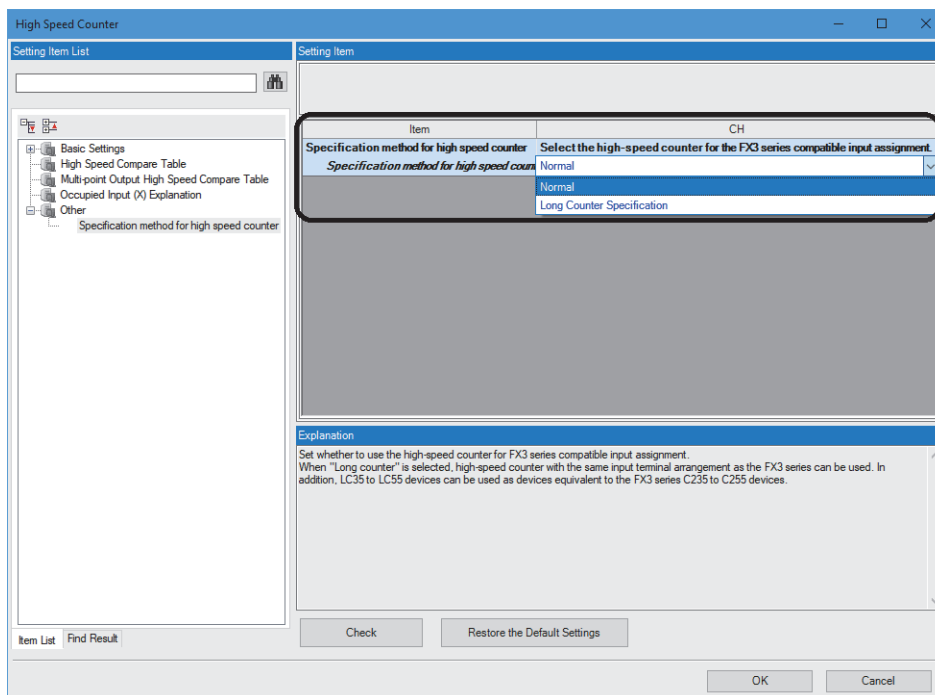 High Speed Counter
Setting Item List
Setting Item
Basic Settings
High Speed Compare Table
Multi-point Output High Speed Compare Table
Occupied Input (X) Explanation
Other
Specification method for high speed counter
Item List
Find Result
Item CH
Specification method for high speed counter Select the high-speed counter for the FX3 series compatible input assignment.
Specification method for high speed coun Normal
Normal
Long Counter Specification
Explanation
Set whether to use the high-speed counter for FX3 series compatible input assignment.
When "Long counter" is selected, high-speed counter with the same input terminal arrangement as the FX3 series can be used. In
addition, LC35 to LC55 devices can be used as devices equivalent to the FX3 series C235 to C255 devices.
Check
Restore the Default Settings
OK
Cancel